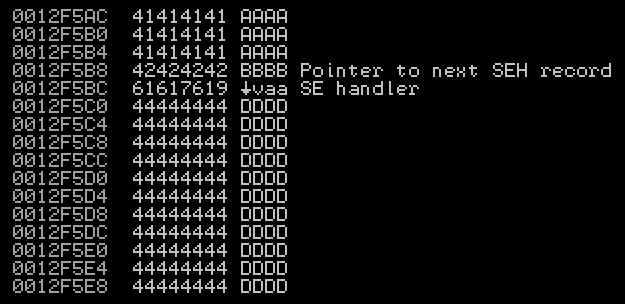 0012F5AC 41414141 AAAA
0012F5B0 41414141 AAAA
0012F5B4 41414141 AAAA
0012F5B8 42424242 BBBB Pointer to next SEH record
0012F5BC 61617619 ↓vaa SE handler
0012F5C0 44444444 DDDD
0012F5C4 44444444 DDDD
0012F5C8 44444444 DDDD
0012F5CC 44444444 DDDD
0012F5D0 44444444 DDDD
0012F5D4 44444444 DDDD
0012F5D8 44444444 DDDD
0012F5DC 44444444 DDDD
0012F5E0 44444444 DDDD
0012F5E4 44444444 DDDD
0012F5E8 44444444 DDDD